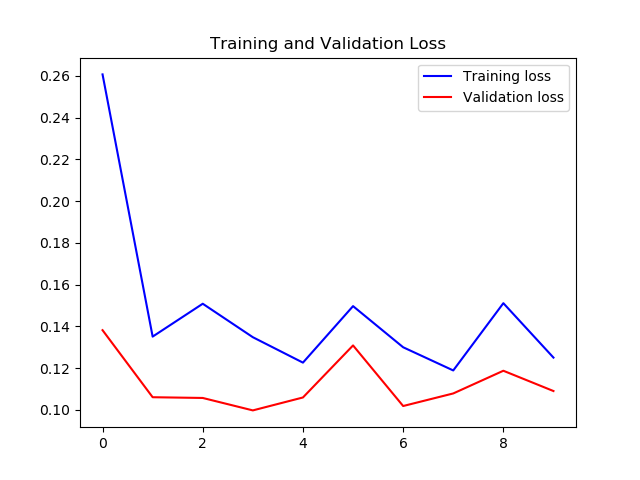 Training and Validation Loss
Training loss
Validation loss
0.26
0.24
0.22
0.20
0.18
0.16
0.14
0.12
0.10
0 2 4 6 8